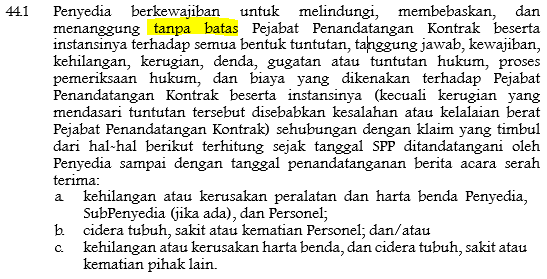 44.1 Penyedia berkewajiban untuk melindungi, membebaskan, dan
menanggung tanpa batas Pejabat Penandatangan Kontrak beserta
instansinya terhadap semua bentuk tuntutan, tanggung jawab, kewajiban,
kehilangan, kerugian, denda, gugatan atau tuntutan hukum, proses
pemeriksaan hukum, dan biaya yang dikenakan terhadap Pejabat
Penandatangan Kontrak beserta instansinya (kecuali kerugian yang
mendasari tuntutan tersebut disebabkan kesalahan atau kelalaian berat
Pejabat Penandatangan Kontrak) sehubungan dengan klaim yang timbul
dari hal-hal berikut terhitung sejak tanggal SPP ditandatangani oleh
Penyedia sampai dengan tanggal penandatanganan berita acara serah
terima:
a. kehilangan atau kerusakan peralatan dan harta benda Penyedia,
SubPenyedia (jika ada), dan Personel;
b. cidera tubuh, sakit atau kematian Personel; dan/atau
c. kehilangan atau kerusakan harta benda, dan cidera tubuh, sakit atau
kematian pihak lain.